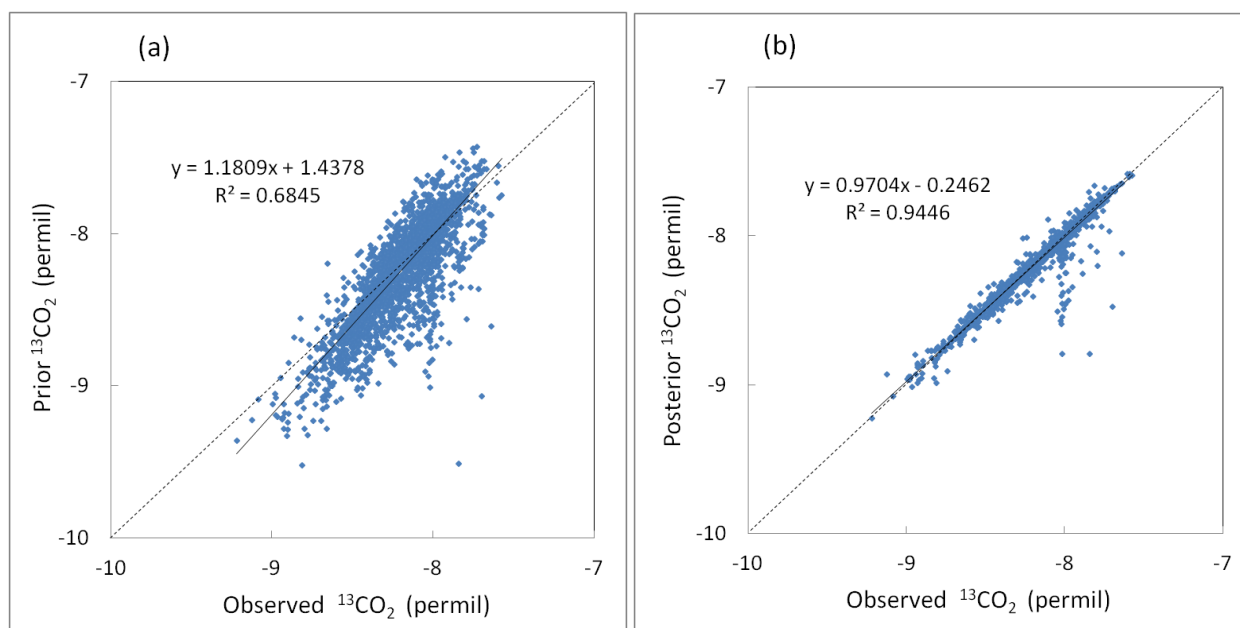 (a)
-7
y = 1.1809x + 1.4378
R² = 0.6845
-8
Prior ¹³CO₂ (permil)
-9
-10
-10 -9 -8 -7
Observed ¹³CO₂ (permil)
(b)
-7
y = 0.9704x - 0.2462
R² = 0.9446
-8
Posterior ¹³CO₂ (permil)
-9
-10
-10 -9 -8 -7
Observed ¹³CO₂ (permil)